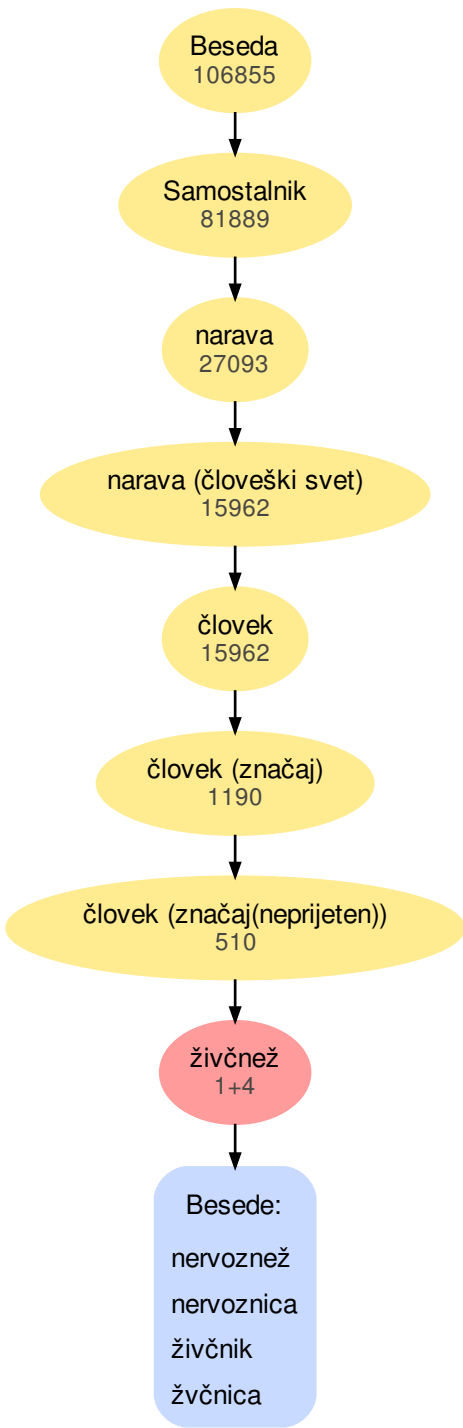 Beseda
106855
Samostalnik
81889
narava
27093
narava (človeški svet)
15962
človek
15962
človek (značaj)
1190
človek (značaj(neprijeten))
510
živčnež
1+4
Besede:
nervoznež
nervoznica
živčnik
žvčnica